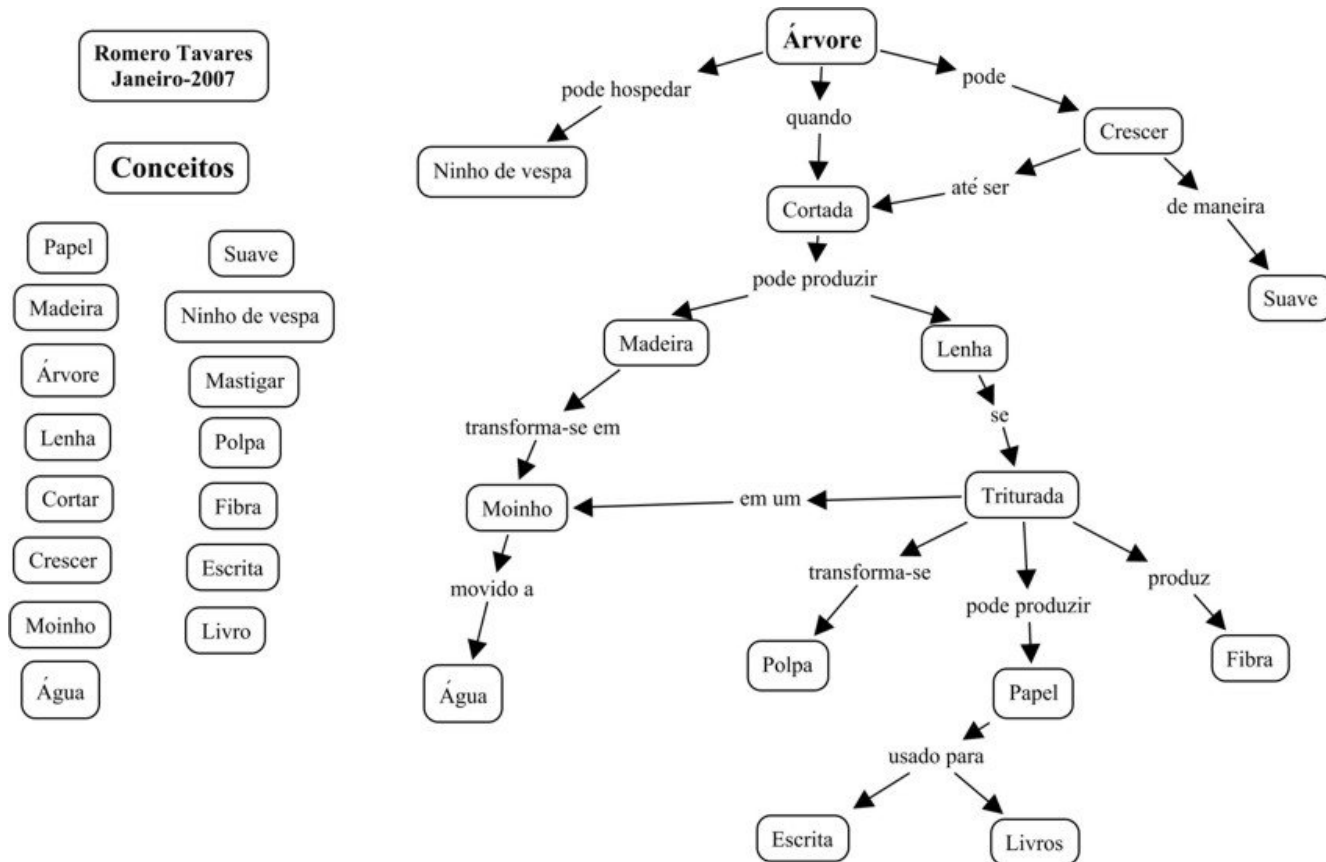 Romero Tavares
Janeiro-2007
Conceitos
Papel
Suave
Madeira
Ninho de vespa
Árvore
Mastigar
Lenha
Polpa
Cortar
Fibra
Crescer
Escrita
Moinho
Livro
Água
Árvore
pode hospedar
quando
pode
Ninho de vespa
Crescer
até ser
Cortada
de maneira
Suave
pode produzir
Madeira
Lenha
transforma-se em
se
Moinho
em um
Triturada
movido a
Água
transforma-se
pode produzir
produz
Polpa
Papel
Fibra
usado para
Escrita
Livros